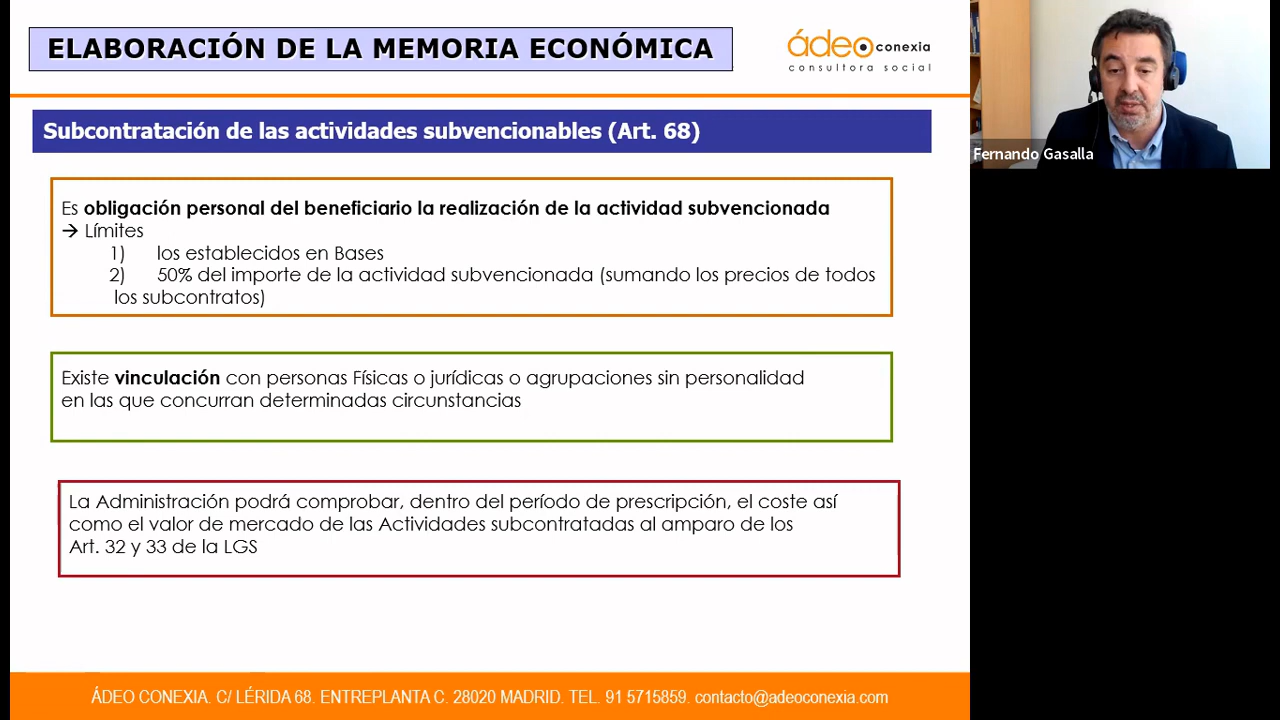 ELABORACIÓN DE LA MEMORIA ECONÓMICA
ádeo conexia
consultora social
Fernando Gasalla
Subcontratación de las actividades subvencionables (Art. 68)
Es obligación personal del beneficiario la realización de la actividad subvencionada
→ Límites
1) los establecidos en Bases
2) 50% del importe de la actividad subvencionada (sumando los precios de todos
los subcontratos)
Existe vinculación con personas Físicas o jurídicas o agrupaciones sin personalidad
en las que concurran determinadas circunstancias
La Administración podrá comprobar, dentro del período de prescripción, el coste así
como el valor de mercado de las Actividades subcontratadas al amparo de los
Art. 32 y 33 de la LGS
ÁDEO CONEXIA. C/ LÉRIDA 68. ENTREPLANTA C. 28020 MADRID. TEL. 91 5715859. contacto@adeoconexia.com